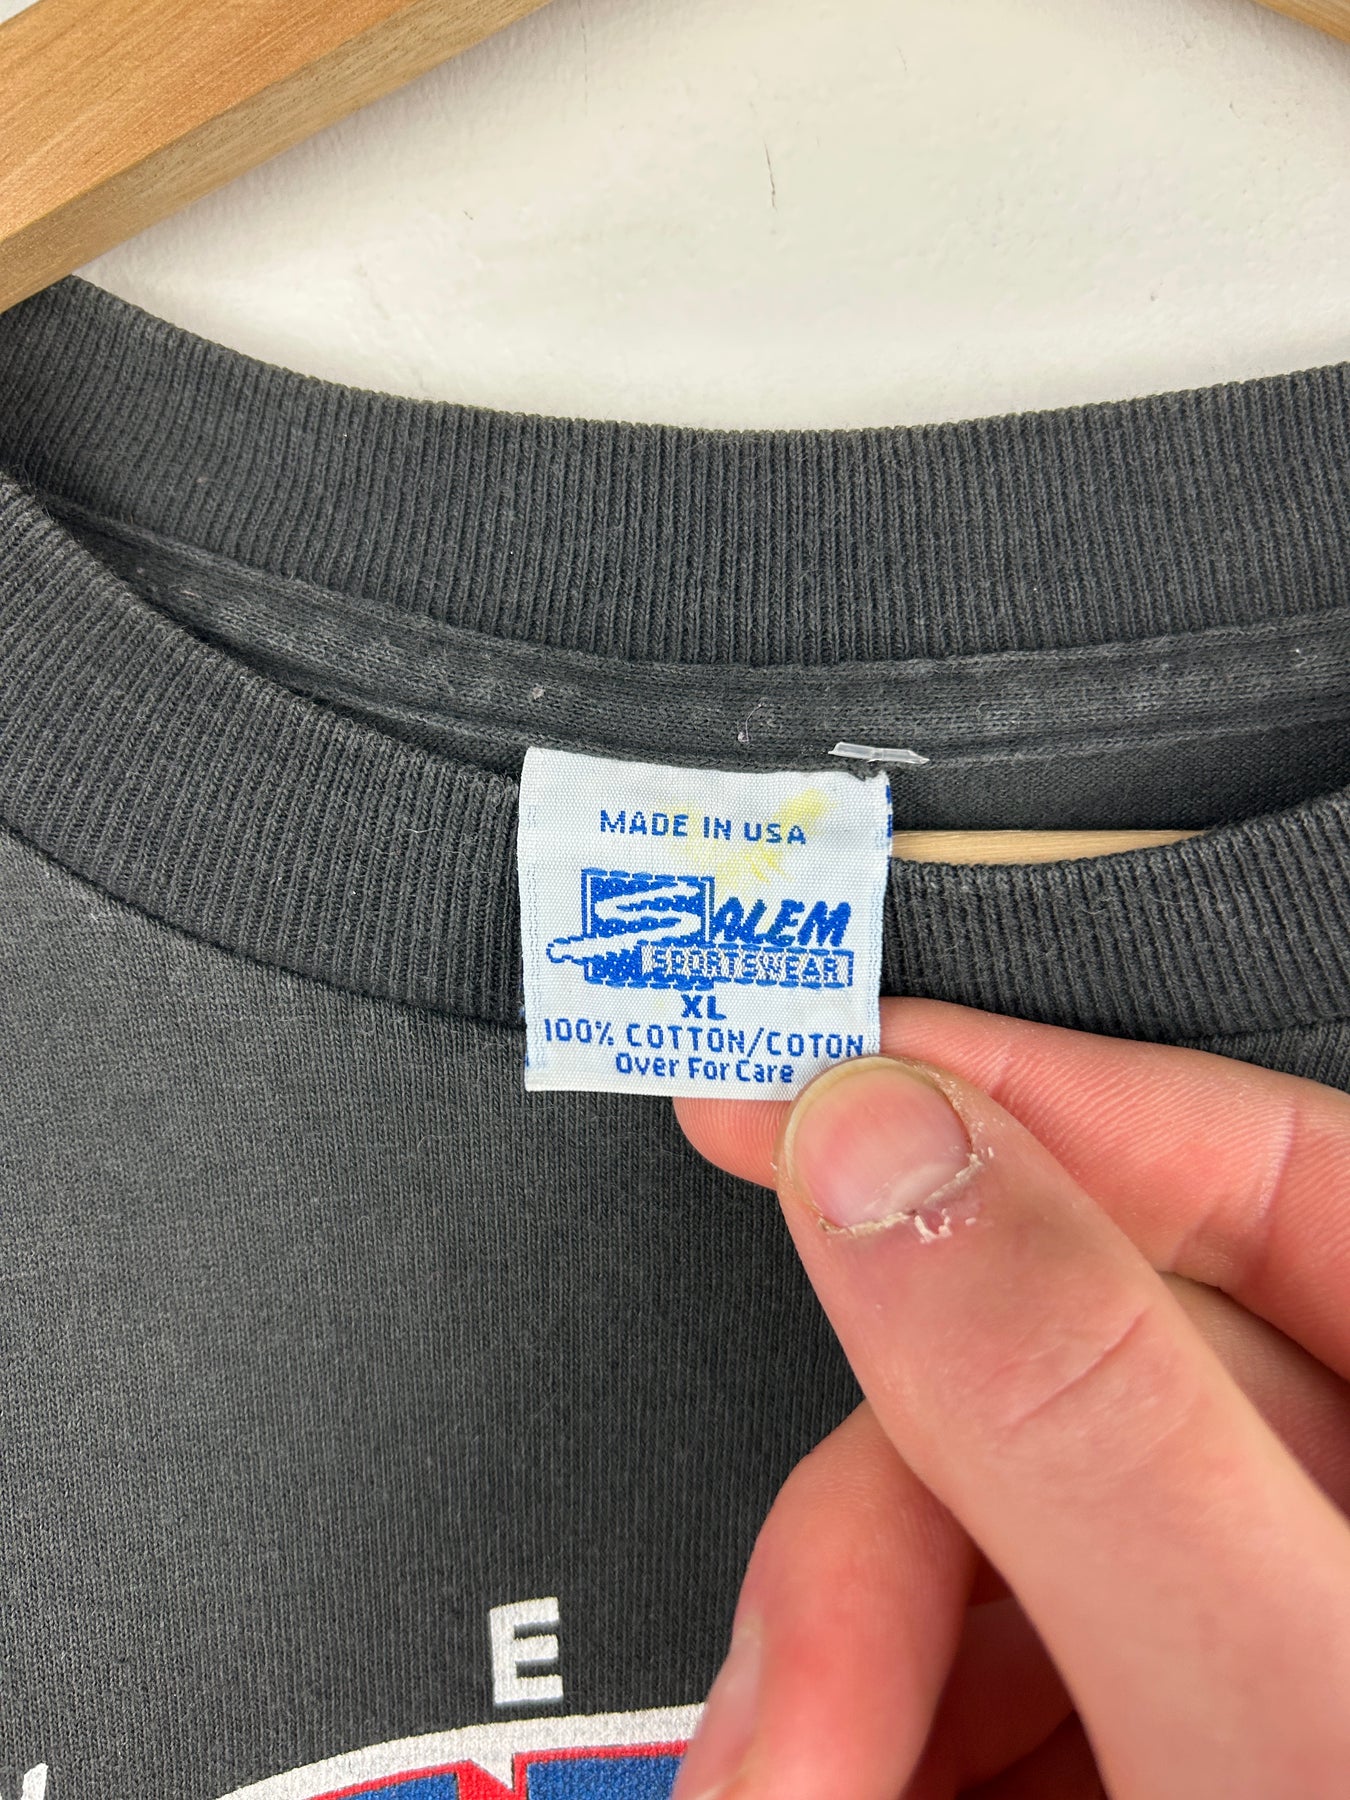 MADE IN USA
SALEM
SPORTSWEAR
XL
100% COTTON/COTON
Over For Care
E